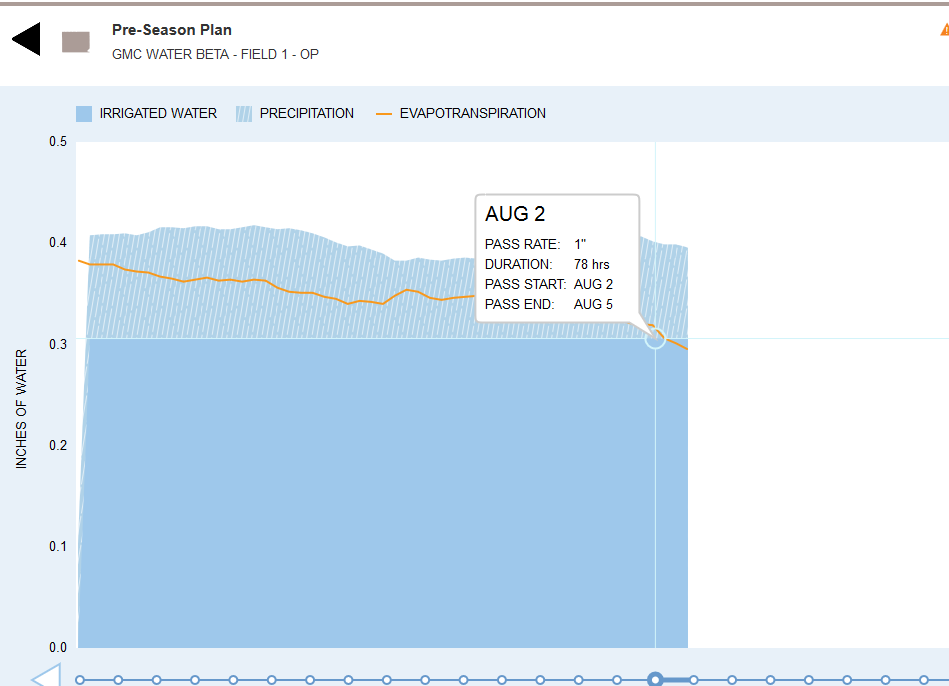 Pre-Season Plan
GMC WATER BETA - FIELD 1 - OP
IRRIGATED WATER PRECIPITATION EVAPOTRANSPIRATION
0.5
AUG 2
PASS RATE: 1"
DURATION: 78 hrs
PASS START: AUG 2
PASS END: AUG 5
0.4
0.3
0.2
0.1
0.0
INCHES OF WATER